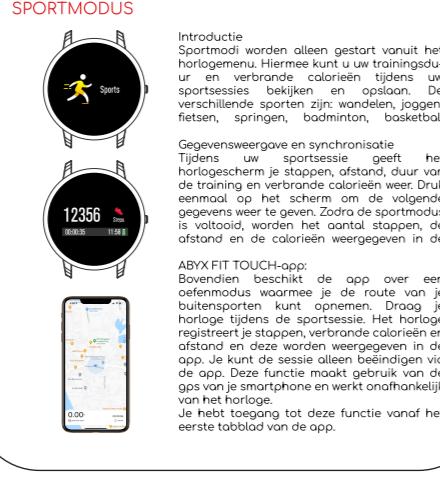 SPORTMODUS
Introductie
Sportmodi worden alleen gestart vanuit het
horlogemenu. Hiermee kunt u uw trainingsdu-
ur en verbrande calorieën tijdens uw
sportsessies bekijken en opslaan. De
verschillende sporten zijn: wandelen, joggen,
fietsen, springen, badminton, basketbal
Gegevensweergave en synchronisatie
Tijdens uw sportsessie geeft het
horlogescherm je stappen, afstand, duur van
de training en verbrande calorieën weer. Druk
eenmaal op het scherm om de volgende
gegevens weer te geven. Zodra de sportmodus
is voltooid, worden het aantal stappen, de
afstand en de calorieën weergegeven in de
ABYX FIT TOUCH-app:
Bovendien beschikt de app over een
oefenmodus waarmee je de route van je
buitensporten kunt opnemen. Draag je
horloge tijdens de sportsessie. Het horloge
registreert je stappen, verbrande calorieën en
afstand en deze worden weergegeven in de
app. Je kunt de sessie alleen beëindigen via
de app. Deze functie maakt gebruik van de
gps van je smartphone en werkt onafhankelijk
van het horloge.
Je hebt toegang tot deze functie vanaf het
eerste tabblad van de app.
Sports
12356
Steps
00:00:35 11:58
0.00